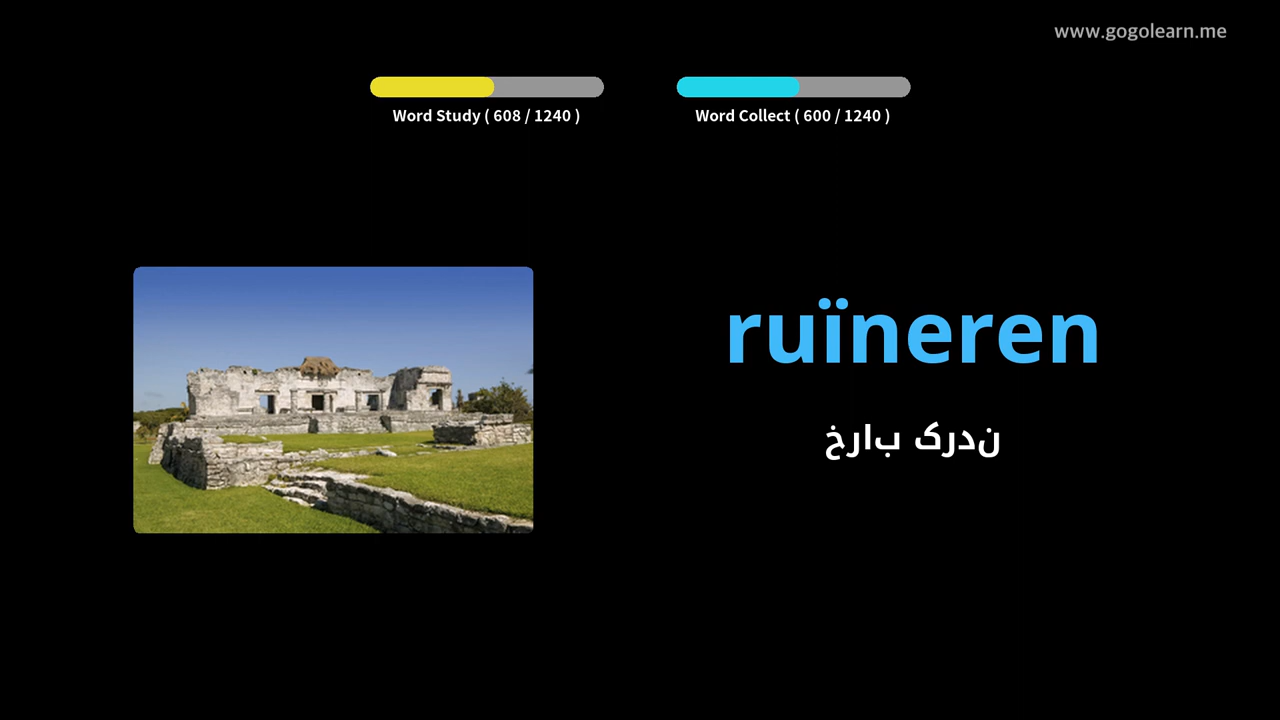 www.gogolearn.me
Word Study ( 608 / 1240 )
Word Collect ( 600 / 1240 )
ruïneren
خراب کردن